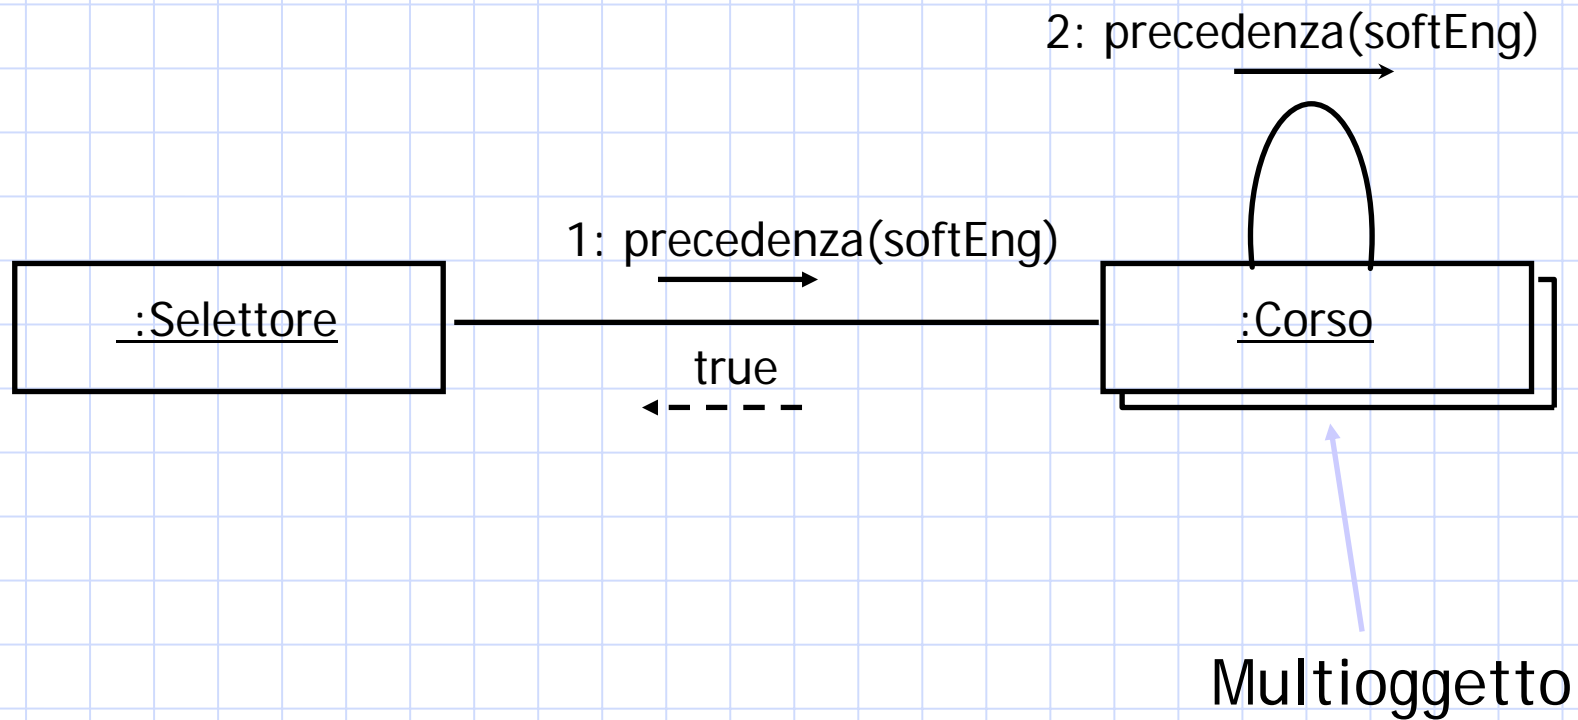 2: precedenza(softEng)
1: precedenza(softEng)
:Selettore
:Corso
true
Multioggetto